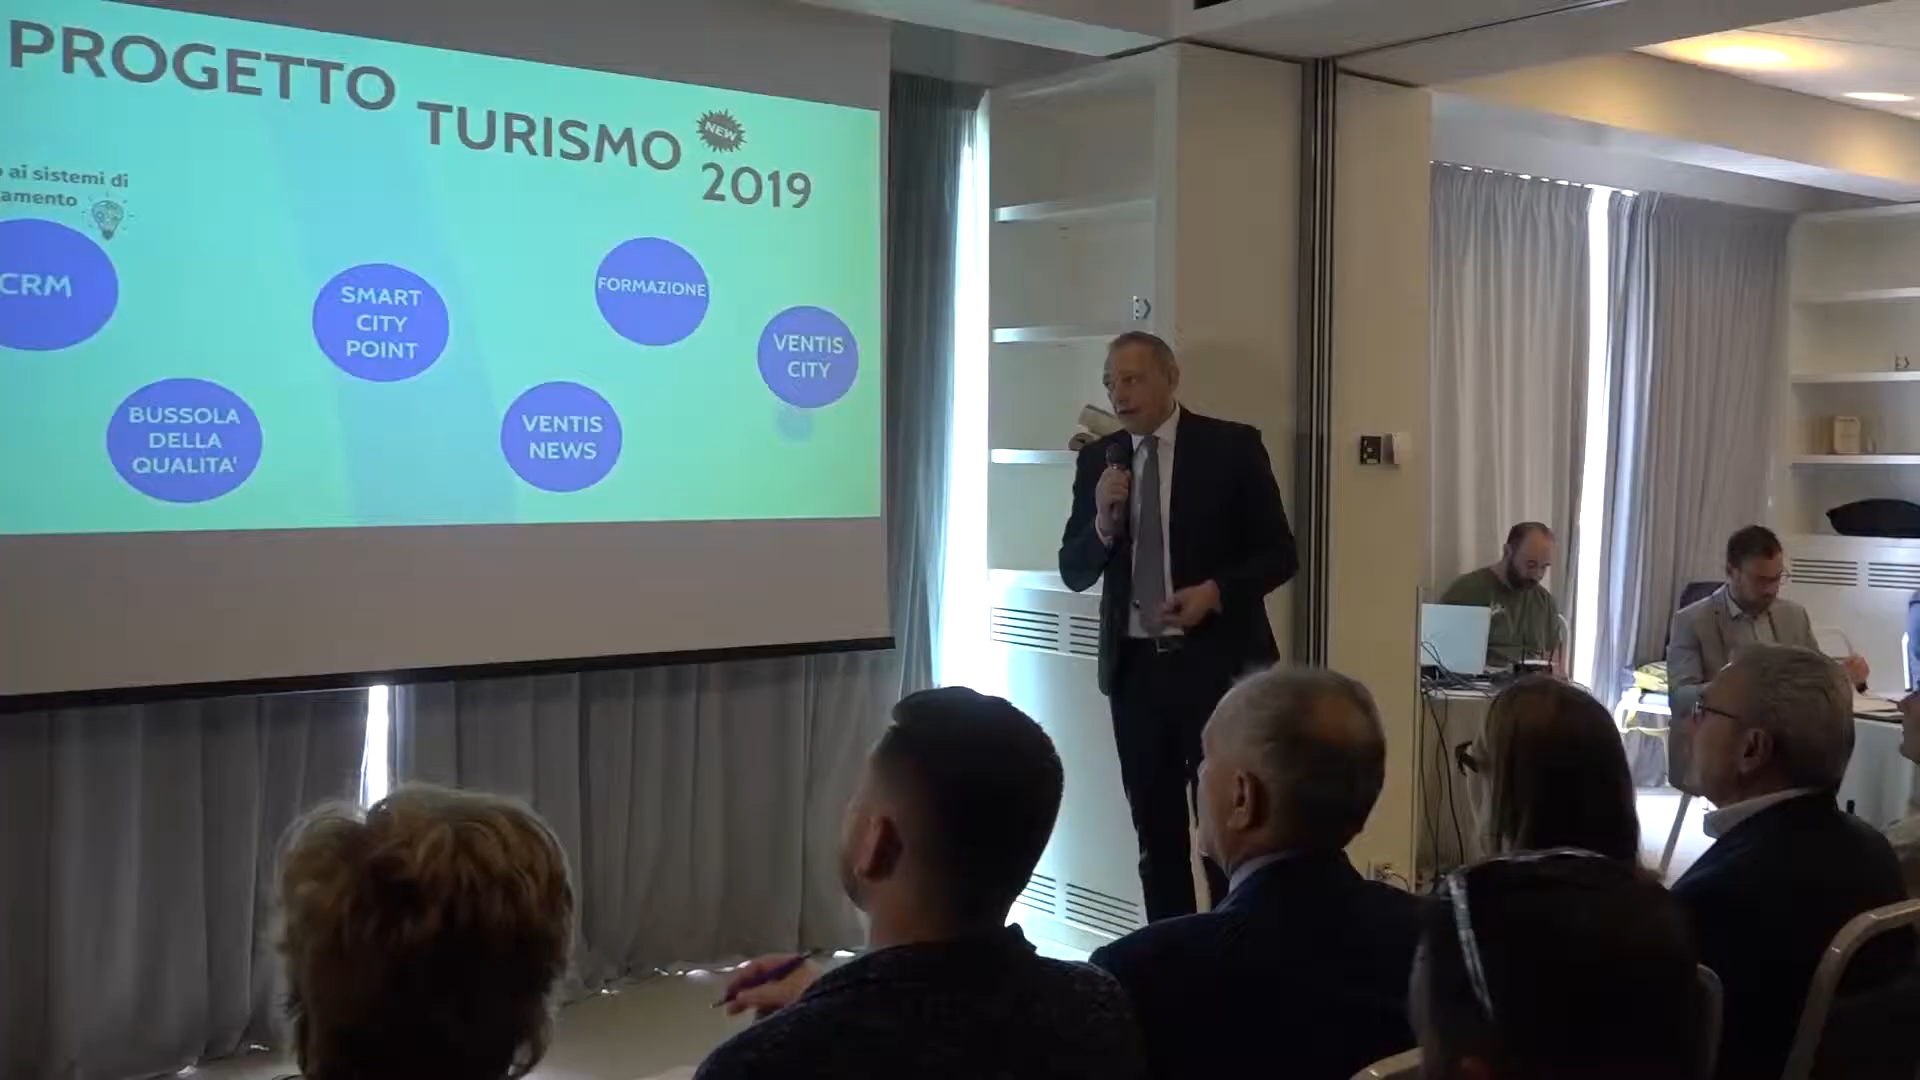 PROGETTO
TURISMO
NEW
2019
ai sistemi di
CRM
SMART
CITY
POINT
FORMAZIONE
VENTIS
CITY
BUSSOLA
DELLA
QUALITA'
VENTIS
NEWS